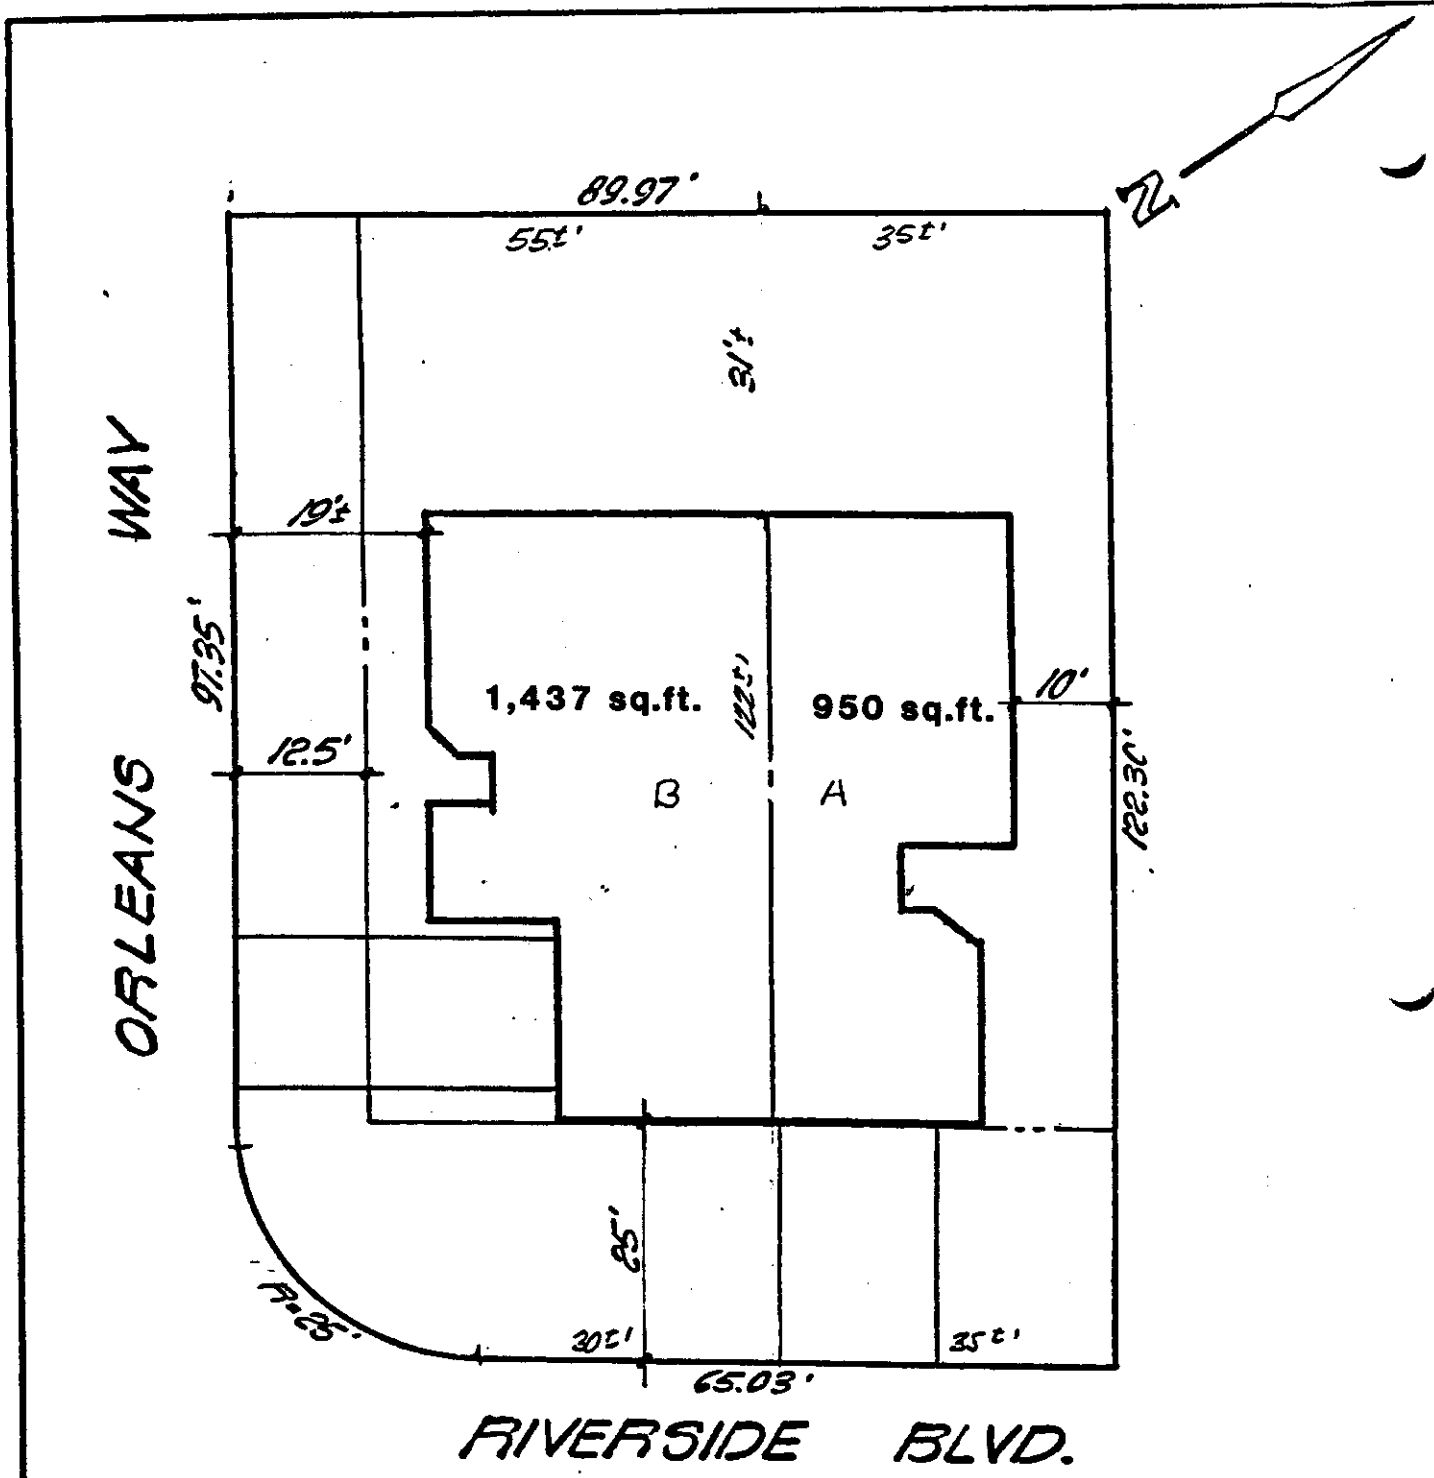 N
89.97'
55±' 35±'
31'±
WAY
19'±
97.35'
1,437 sq.ft.
122±'
950 sq.ft.
10'
12.5'
B
A
122.30'
ORLEANS
25'
R=25'
30±'
35±'
65.03'
RIVERSIDE BLVD.